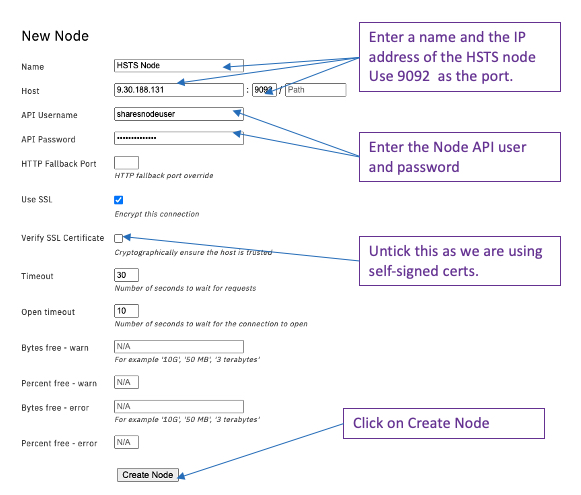 New Node
Enter a name and the IP
address of the HSTS node
Use 9092 as the port.
Name HSTS Node
Host 9.30.188.131 : 9092 / Path
API Username sharesnodeuser
API Password ••••••••••••••
Enter the Node API user
and password
HTTP Fallback Port
HTTP fallback port override
Use SSL
Encrypt this connection
Verify SSL Certificate
Cryptographically ensure the host is trusted
Untick this as we are using
self-signed certs.
Timeout 30
Number of seconds to wait for requests
Open timeout 10
Number of seconds to wait for the connection to open
Bytes free - warn N/A
For example '10G', '50 MB', '3 terabytes'
Percent free - warn N/A
Bytes free - error N/A
For example '10G', '50 MB', '3 terabytes'
Percent free - error N/A
Click on Create Node
Create Node